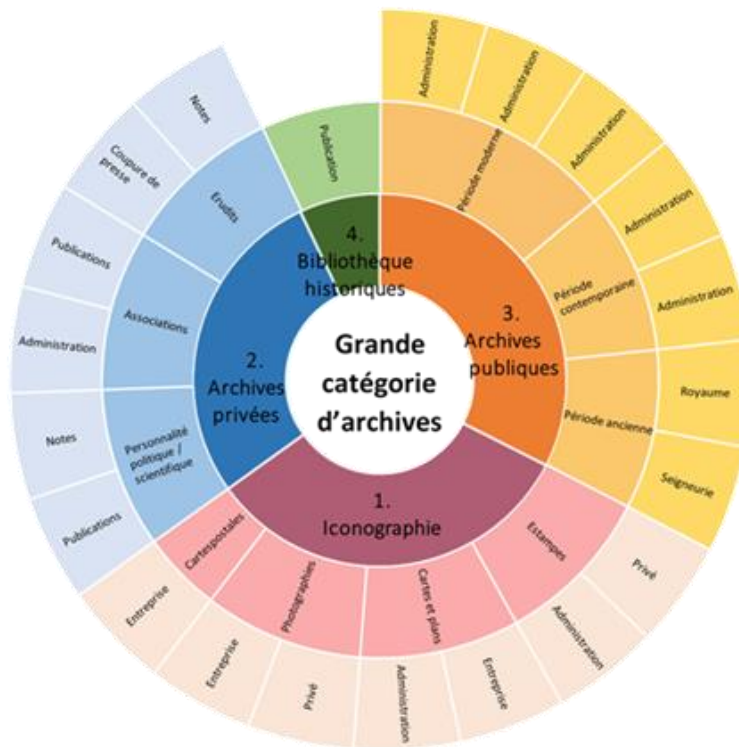 Grande
catégorie
d'archives
1.
Iconographie
Estampes
Privé
Administration
Cartes et plans
Entreprise
Administration
Photographies
Privé
Entreprise
Cartespostales
Entreprise
2.
Archives
privées
Personnalité
politique /
scientifique
Publications
Notes
Associations
Administration
Publications
Erudits
Coupure de
presse
Notes
3.
Archives
publiques
Période moderne
Administration
Administration
Administration
Période
contemporaine
Administration
Administration
Période ancienne
Royaume
Seigneurie
4.
Bibliothèque
historiques
Publication